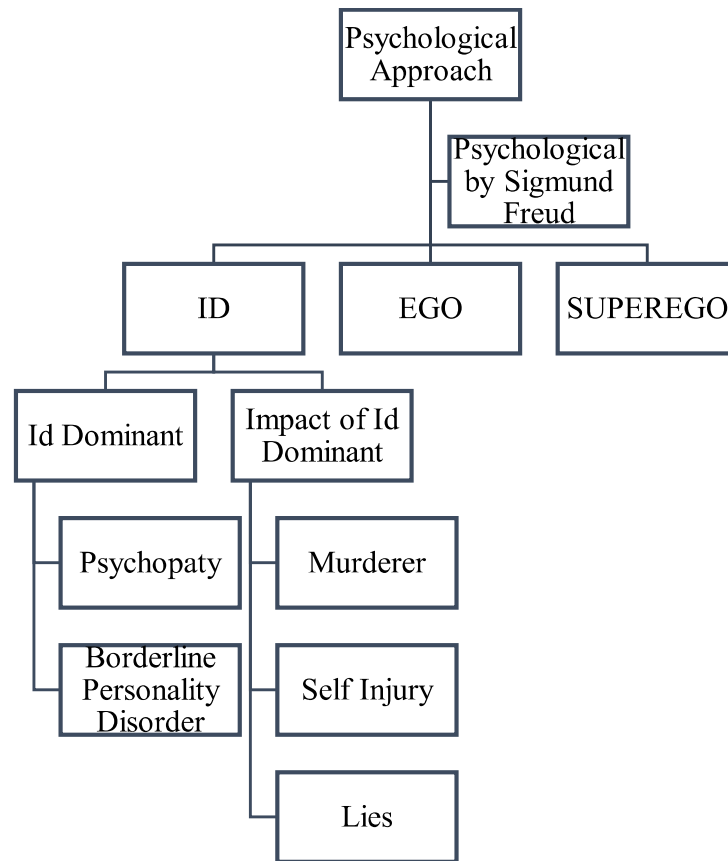 Psychological
Approach
Psychological
by Sigmund
Freud
ID
EGO
SUPEREGO
Id Dominant
Impact of Id
Dominant
Psychopaty
Murderer
Borderline
Personality
Disorder
Self Injury
Lies